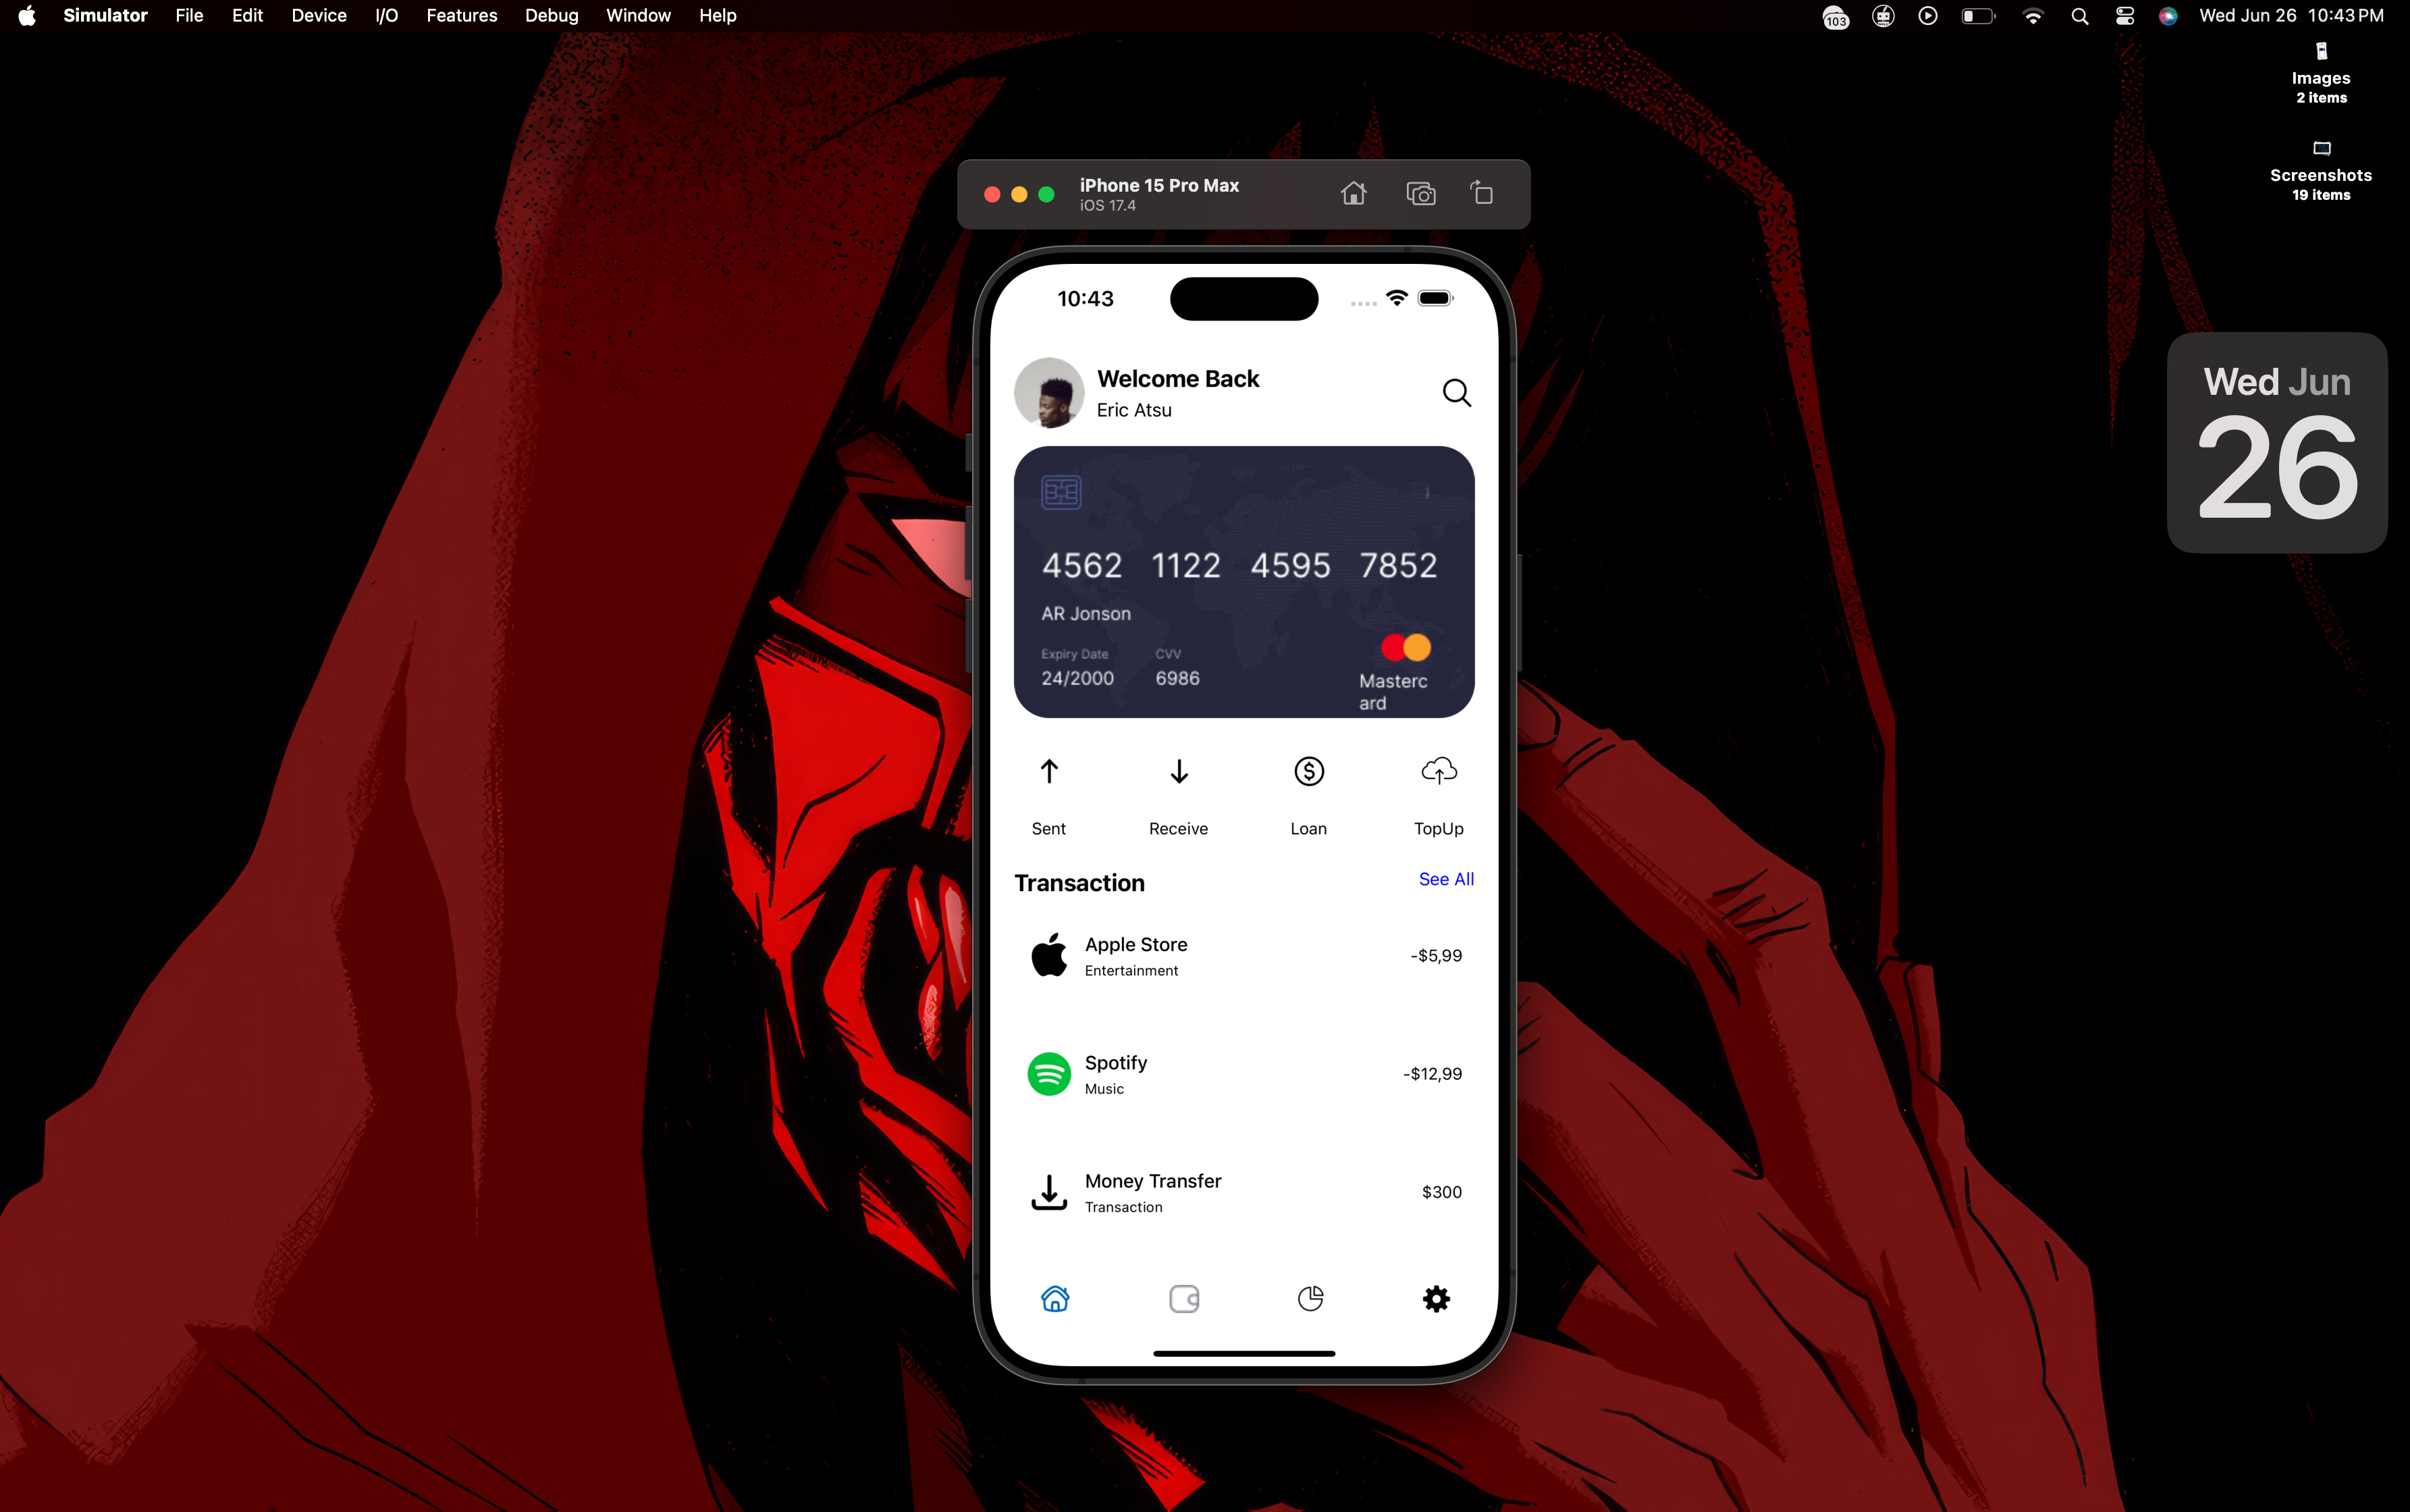 Simulator File Edit Device I/O Features Debug Window Help 103 Wed Jun 26 10:43 PM
Images
2 items
Screenshots
19 items
Wed Jun
26
iPhone 15 Pro Max
iOS 17.4
10:43
Welcome Back
Eric Atsu
4562 1122 4595 7852
AR Jonson
Expiry Date CVV
24/2000 6986
Masterc
ard
Sent Receive Loan TopUp
Transaction See All
Apple Store
Entertainment
-$5,99
Spotify
Music
-$12,99
Money Transfer
Transaction
$300